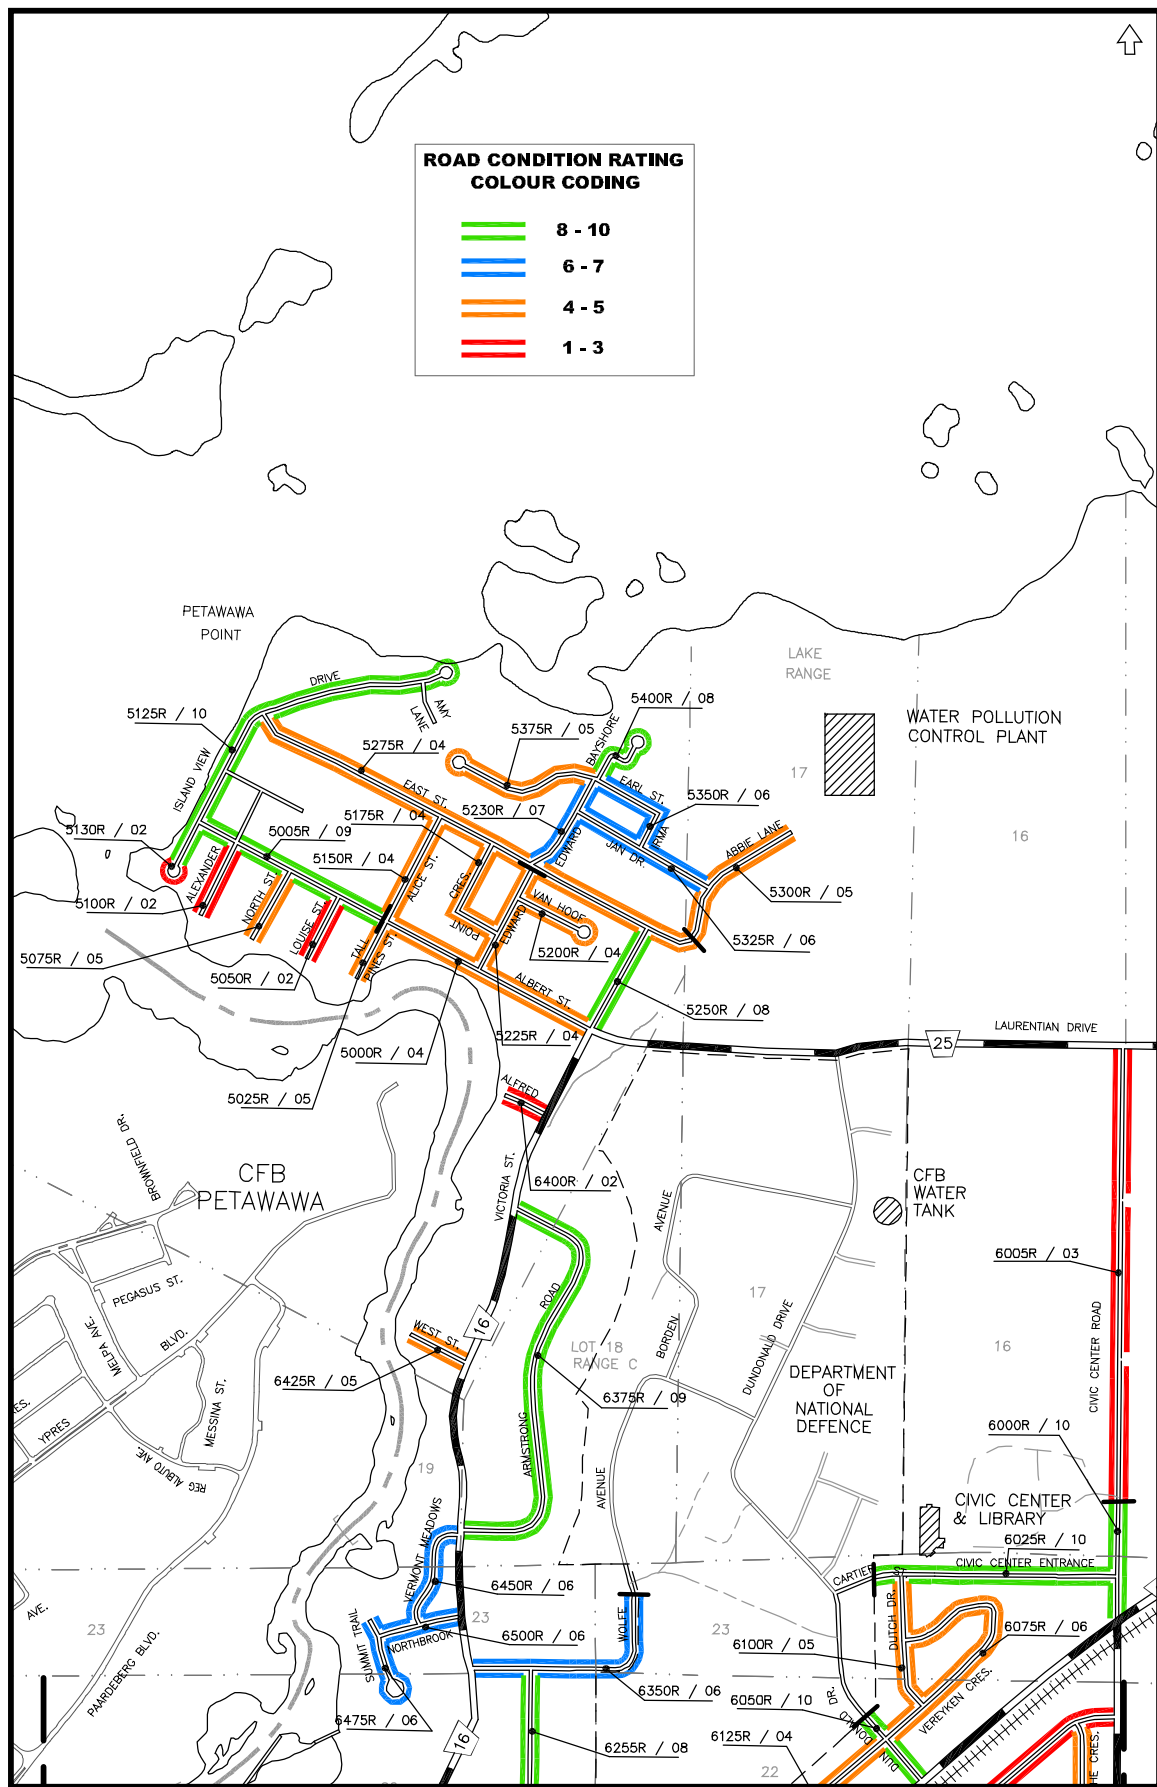 ROAD CONDITION RATING
COLOUR CODING
8 - 10
6 - 7
4 - 5
1 - 3
PETAWAWA
POINT
LAKE
RANGE
DRIVE
AMY
LANE
5125R / 10
5275R / 04
5375R / 05
BAYSHORE
5400R / 08
WATER POLLUTION
CONTROL PLANT
17
ISLAND VIEW
EAST ST.
EARL ST.
5350R / 06
5175R / 04
5230R / 07
IRMA
16
5130R / 02
5005R / 09
EDWARD
JAN DR.
ABBIE LANE
5150R / 04
ALEXANDER
NORTH ST.
ALICE ST.
CRES.
VAN HOOF
5300R / 05
5100R / 02
LOUISE ST.
POINT
EDWARD
5075R / 05
TALL
PINES ST.
5200R / 04
5325R / 06
5050R / 02
ALBERT ST.
5250R / 08
5000R / 04
5225R / 04
LAURENTIAN DRIVE
25
5025R / 05
ALFRED
BROWNFIELD DR.
CFB
PETAWAWA
6400R / 02
VICTORIA ST.
AVENUE
CFB
WATER
TANK
6005R / 03
PEGASUS ST.
ROAD
17
16
BLVD.
MELPA AVE.
WEST ST.
LOT 18
RANGE C
BORDEN
DUNDONALD DRIVE
16
CIVIC CENTER ROAD
DEPARTMENT
OF
NATIONAL
DEFENCE
6425R / 05
6375R / 09
ES.
YPRES
MESSINA ST.
6000R / 10
ARMSTRONG
REG ALBUTO AVE.
19
AVENUE
CIVIC CENTER
& LIBRARY
6025R / 10
VERMONT MEADOWS
CIVIC CENTER ENTRANCE
CARTIER ST.
6450R / 06
AVE.
23
SUMMIT TRAIL
23
WOLFE
23
DUTCH DR.
6075R / 06
NORTHBROOK
6500R / 06
6100R / 05
PAARDEBERG BLVD.
6350R / 06
6050R / 10
VEREYKEN CRES.
6475R / 06
16
6255R / 08
6125R / 04
DUNDONALD DR.
22
HE CRES.